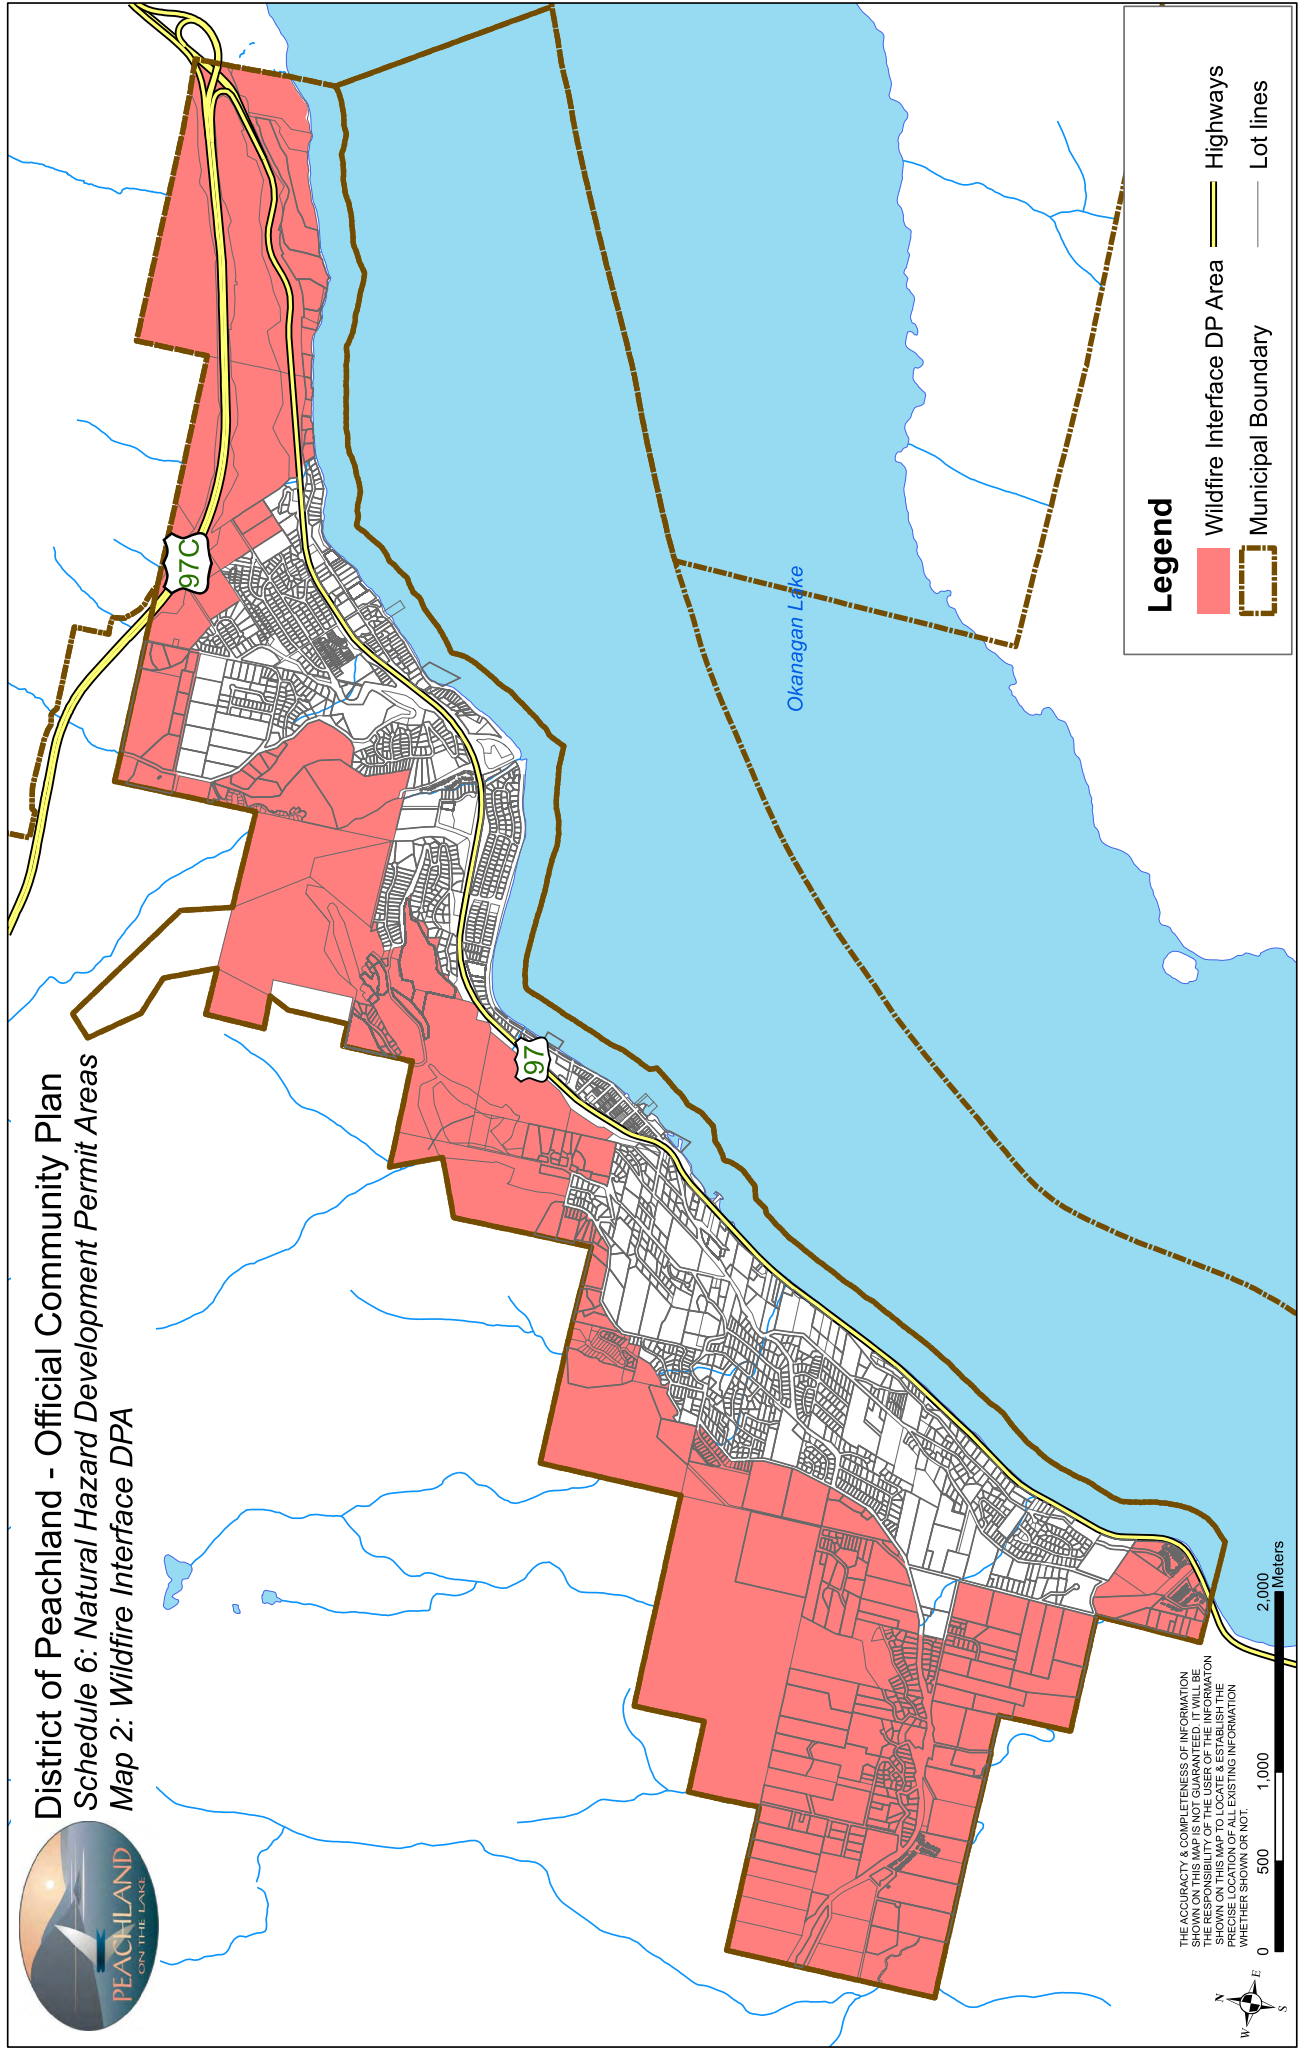 District of Peachland - Official Community Plan
Schedule 6: Natural Hazard Development Permit Areas
Map 2: Wildfire Interface DPA
PEACHLAND
ON THE LAKE
97C
97
Okanagan Lake
THE ACCURACTY & COMPLETENESS OF INFORMATION
SHOWN ON THIS MAP IS NOT GUARANTEED. IT WILL BE
THE RESPONSIBILITY OF THE USER OF THE INFORMATON
SHOWN ON THIS MAP TO LOCATE & ESTABLISH THE
PRECISE LOCATION OF ALL EXISTING INFORMATION
WHETHER SHOWN OR NOT.
N
W E
S
0 500 1,000 2,000
Meters
Legend
Wildfire Interface DP Area Highways
Municipal Boundary Lot lines